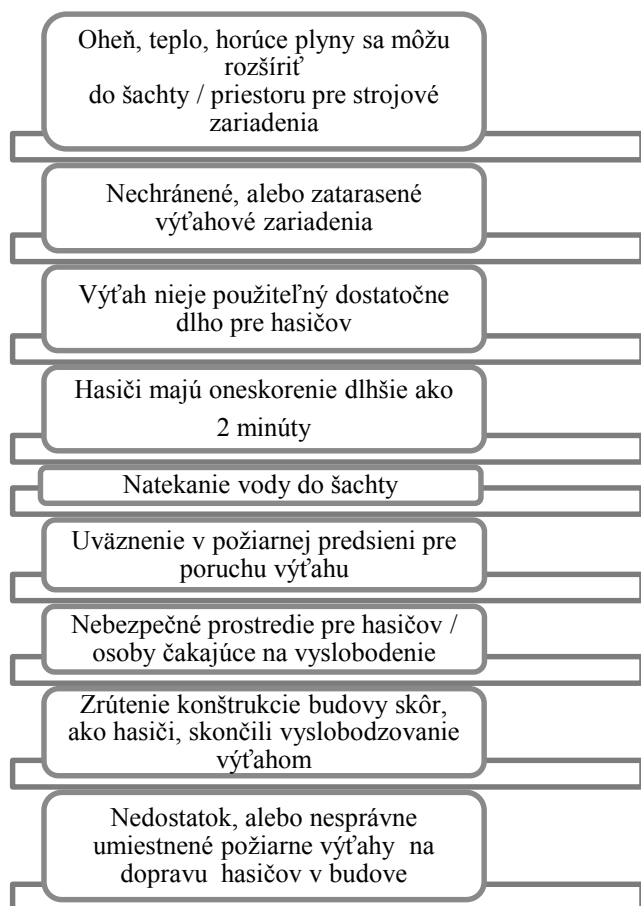 Oheň, teplo, horúce plyny sa môžu
rozšíriť
do šachty / priestoru pre strojové
zariadenia
Nechránené, alebo zatarasené
výťahové zariadenia
Výťah nieje použiteľný dostatočne
dlho pre hasičov
Hasiči majú oneskorenie dlhšie ako
2 minúty
Natekanie vody do šachty
Uväznenie v požiarnej predsieni pre
poruchu výťahu
Nebezpečné prostredie pre hasičov /
osoby čakajúce na vyslobodenie
Zrútenie konštrukcie budovy skôr,
ako hasiči, skončili vyslobodzovanie
výťahom
Nedostatok, alebo nesprávne
umiestnené požiarne výťahy na
dopravu hasičov v budove